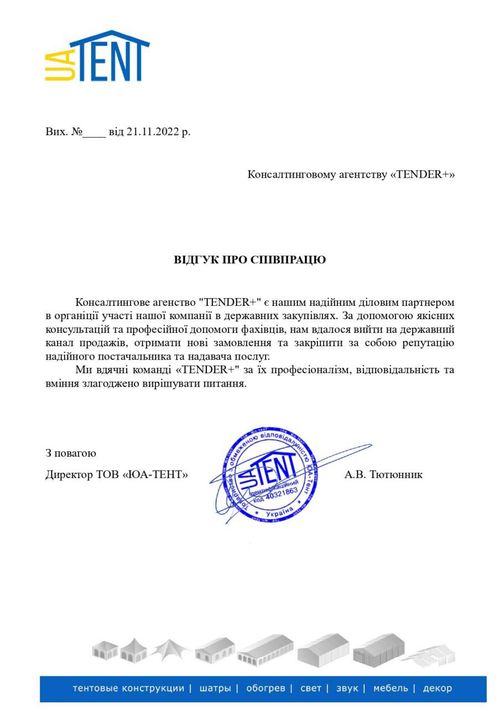 UA TENT
Вих. №____ від 21.11.2022 р.
Консалтинговому агентству «TENDER+»
ВІДГУК ПРО СПІВПРАЦЮ
Консалтингове агенство "TENDER+" є нашим надійним діловим партнером
в органіції участі нашої компанії в державних закупівлях. За допомогою якісних
консультацій та професійної допомоги фахівців, нам вдалося вийти на державний
канал продажів, отримати нові замовлення та закріпити за собою репутацію
надійного постачальника та надавача послуг.
Ми вдячні команді «TENDER+" за їх професіоналізм, відповідальність та
вміння злагоджено вирішувати питання.
З повагою
Директор ТОВ «ЮА-ТЕНТ»
А.В. Тютюнник
Товариство з обмеженою відповідальністю ЮА-Тент
UA TENT
Ідентифікаційний
код 40321863
* Україна *
тентовые конструкции | шатры | обогрев | свет | звук | мебель | декор